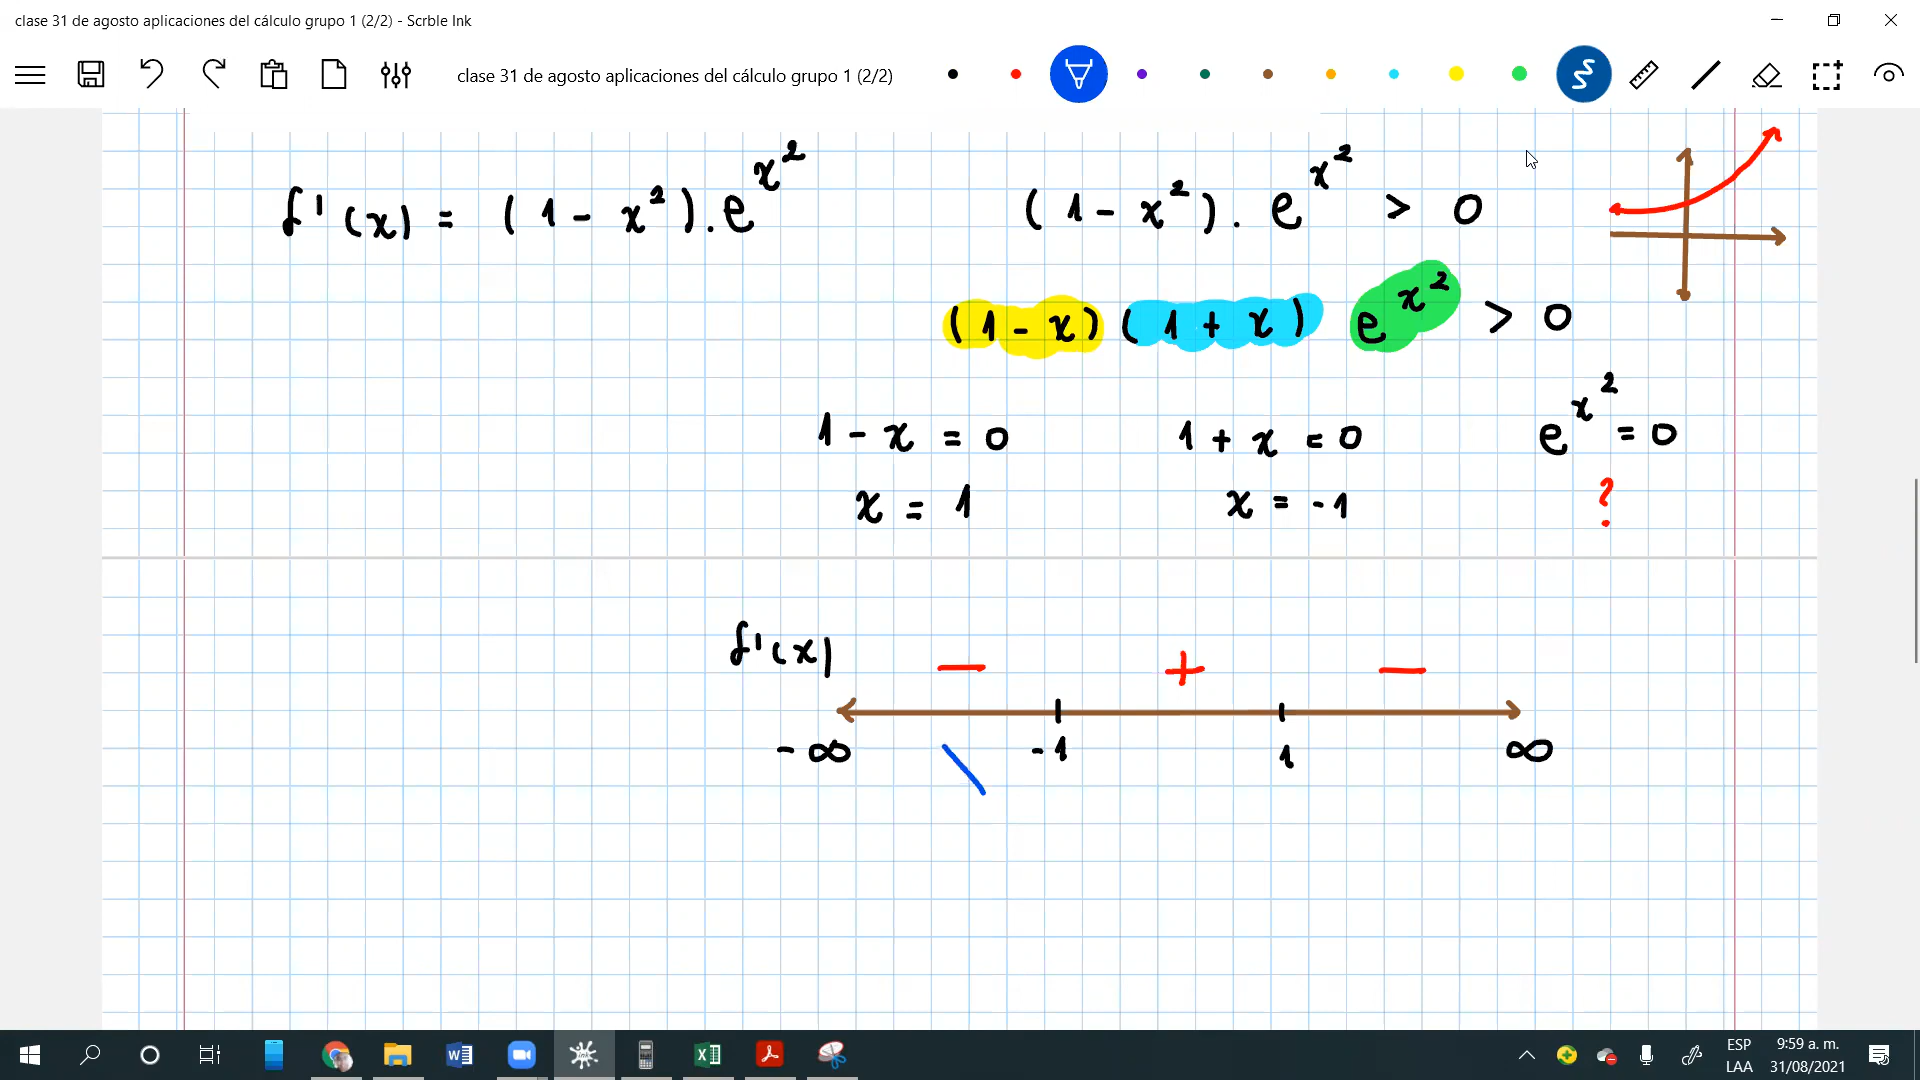 clase 31 de agosto aplicaciones del cálculo grupo 1 (2/2) - Scrble Ink
clase 31 de agosto aplicaciones del cálculo grupo 1 (2/2)
f'(x) = (1 - x²) . e^x²
(1 - x²) . e^x² > 0
(1 - x) (1 + x) e^x² > 0
1 - x = 0
1 + x = 0
e^x² = 0
x = 1
x = -1
?
f'(x)
− + −
-∞ -1 1 ∞
ESP
LAA
9:59 a. m.
31/08/2021